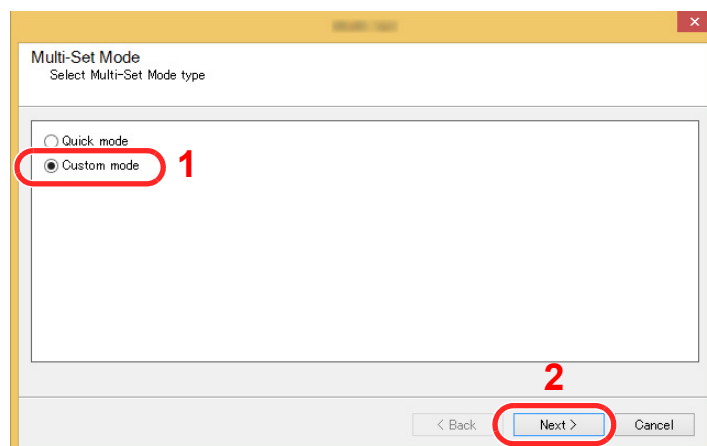 Multi-Set Mode
Select Multi-Set Mode type
Quick mode
Custom mode
1
2
< Back
Next >
Cancel